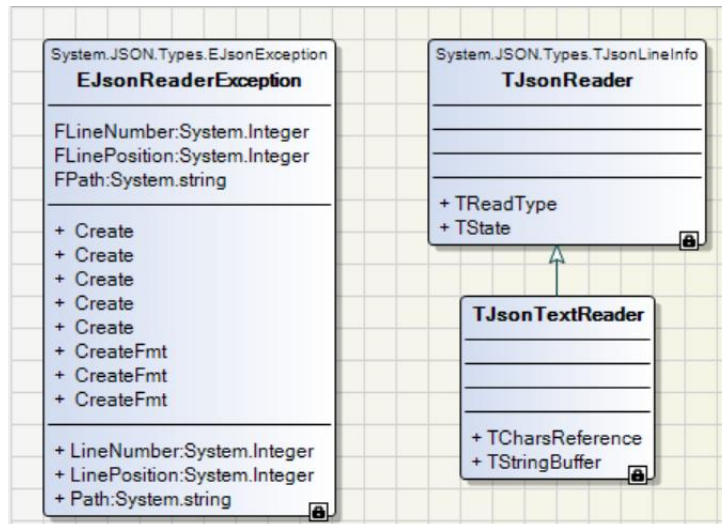 System.JSON.Types.EJsonException
EJsonReaderException
FLineNumber:System.Integer
FLinePosition:System.Integer
FPath:System.string
+ Create
+ Create
+ Create
+ Create
+ Create
+ CreateFmt
+ CreateFmt
+ CreateFmt
+ LineNumber:System.Integer
+ LinePosition:System.Integer
+ Path:System.string
System.JSON.Types.TJsonLineInfo
TJsonReader
+ TReadType
+ TState
TJsonTextReader
+ TCharsReference
+ TStringBuffer